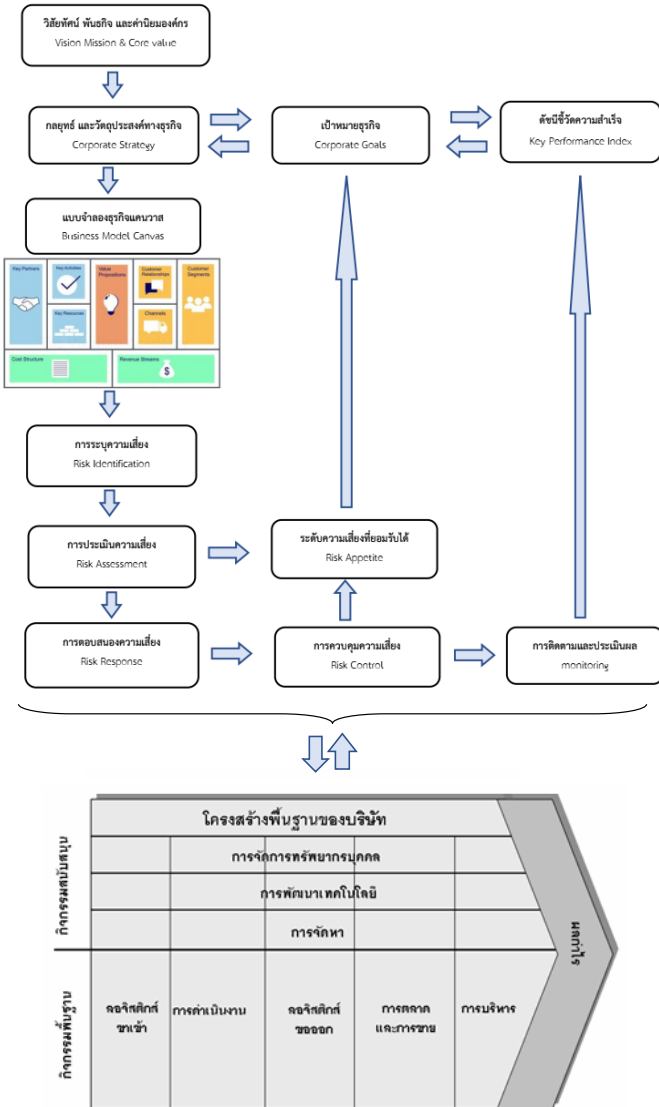 วิสัยทัศน์ พันธกิจ และค่านิยมองค์กร
Vision Mission & Core value
กลยุทธ์ และวัตถุประสงค์ทางธุรกิจ
Corporate Strategy
เป้าหมายธุรกิจ
Corporate Goals
ดัชนีชี้วัดความสำเร็จ
Key Performance Index
แบบจำลองธุรกิจแคนวาส
Business Model Canvas
Key Partners
Key Activities
Value Propositions
Customer Relationships
Customer Segments
Key Resources
Channels
Cost Structure
Revenue Streams
$
การระบุความเสี่ยง
Risk Identification
การประเมินความเสี่ยง
Risk Assessment
ระดับความเสี่ยงที่ยอมรับได้
Risk Appetite
การตอบสนองความเสี่ยง
Risk Response
การควบคุมความเสี่ยง
Risk Control
การติดตามและประเมินผล
monitoring
กิจกรรมสนับสนุน
โครงสร้างพื้นฐานของบริษัท
การจัดการทรัพยากรบุคคล
การพัฒนาเทคโนโลยี
การจัดหา
ผลกำไร
กิจกรรมพื้นฐาน
ลอจิสติกส์
ขาเข้า
การดำเนินงาน
ลอจิสติกส์
ขอออก
การตลาด
และการขาย
การบริหาร